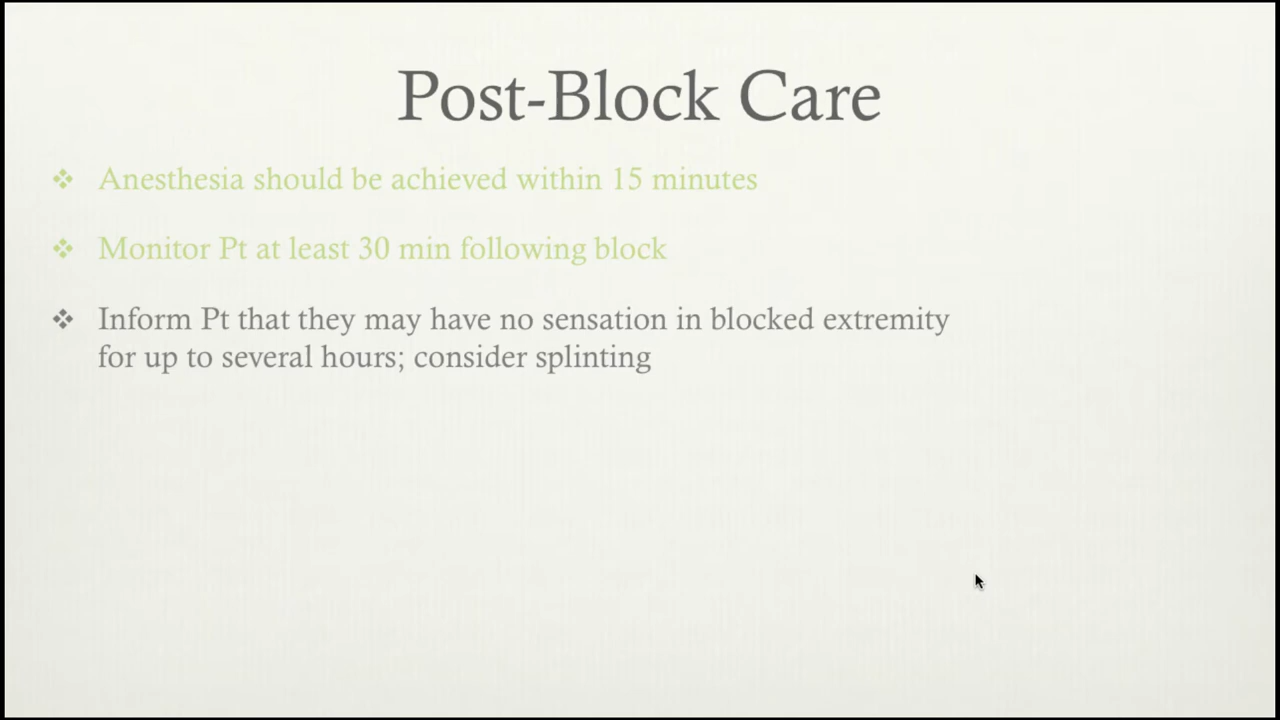 Post-Block Care
❖ Anesthesia should be achieved within 15 minutes
❖ Monitor Pt at least 30 min following block
❖ Inform Pt that they may have no sensation in blocked extremity
for up to several hours; consider splinting